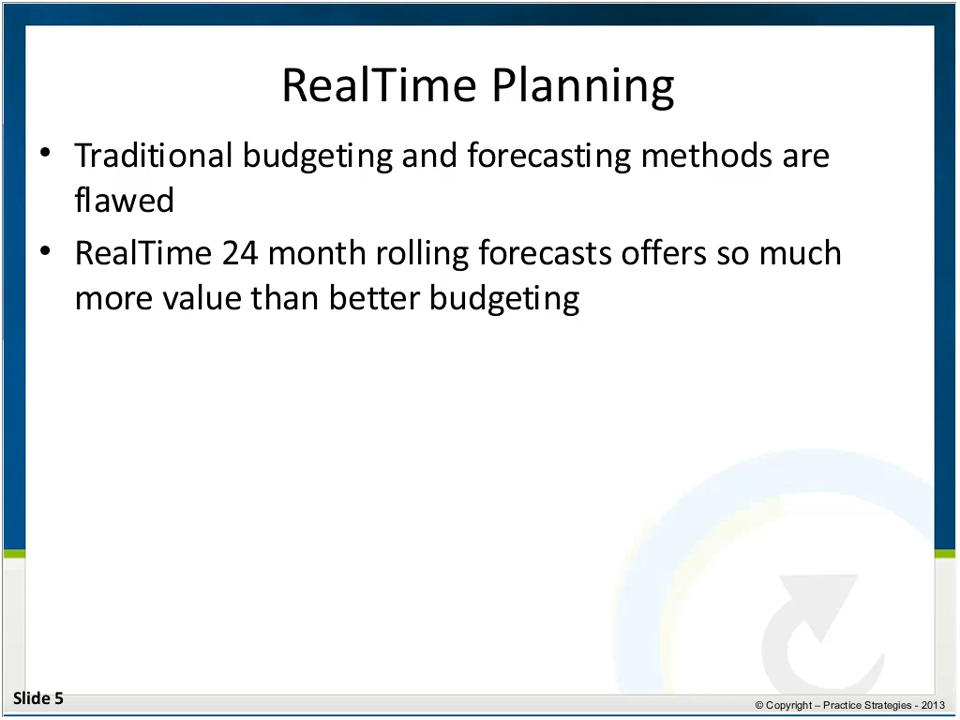 RealTime Planning
• Traditional budgeting and forecasting methods are
flawed
• RealTime 24 month rolling forecasts offers so much
more value than better budgeting
Slide 5
© Copyright – Practice Strategies - 2013